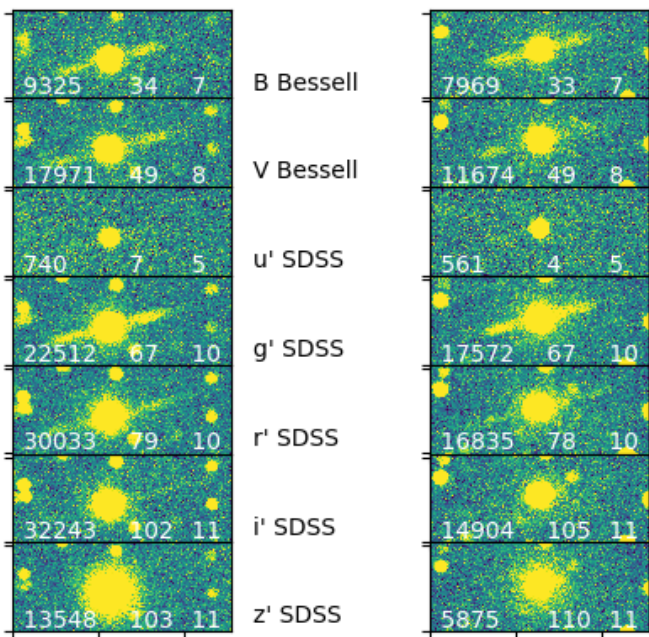 9325 34 7 B Bessell 7969 33 7
17971 49 8 V Bessell 11674 49 8
740 7 5 u' SDSS 561 4 5
22512 67 10 g' SDSS 17572 67 10
30033 79 10 r' SDSS 16835 78 10
32243 102 11 i' SDSS 14904 105 11
13548 103 11 z' SDSS 5875 110 11